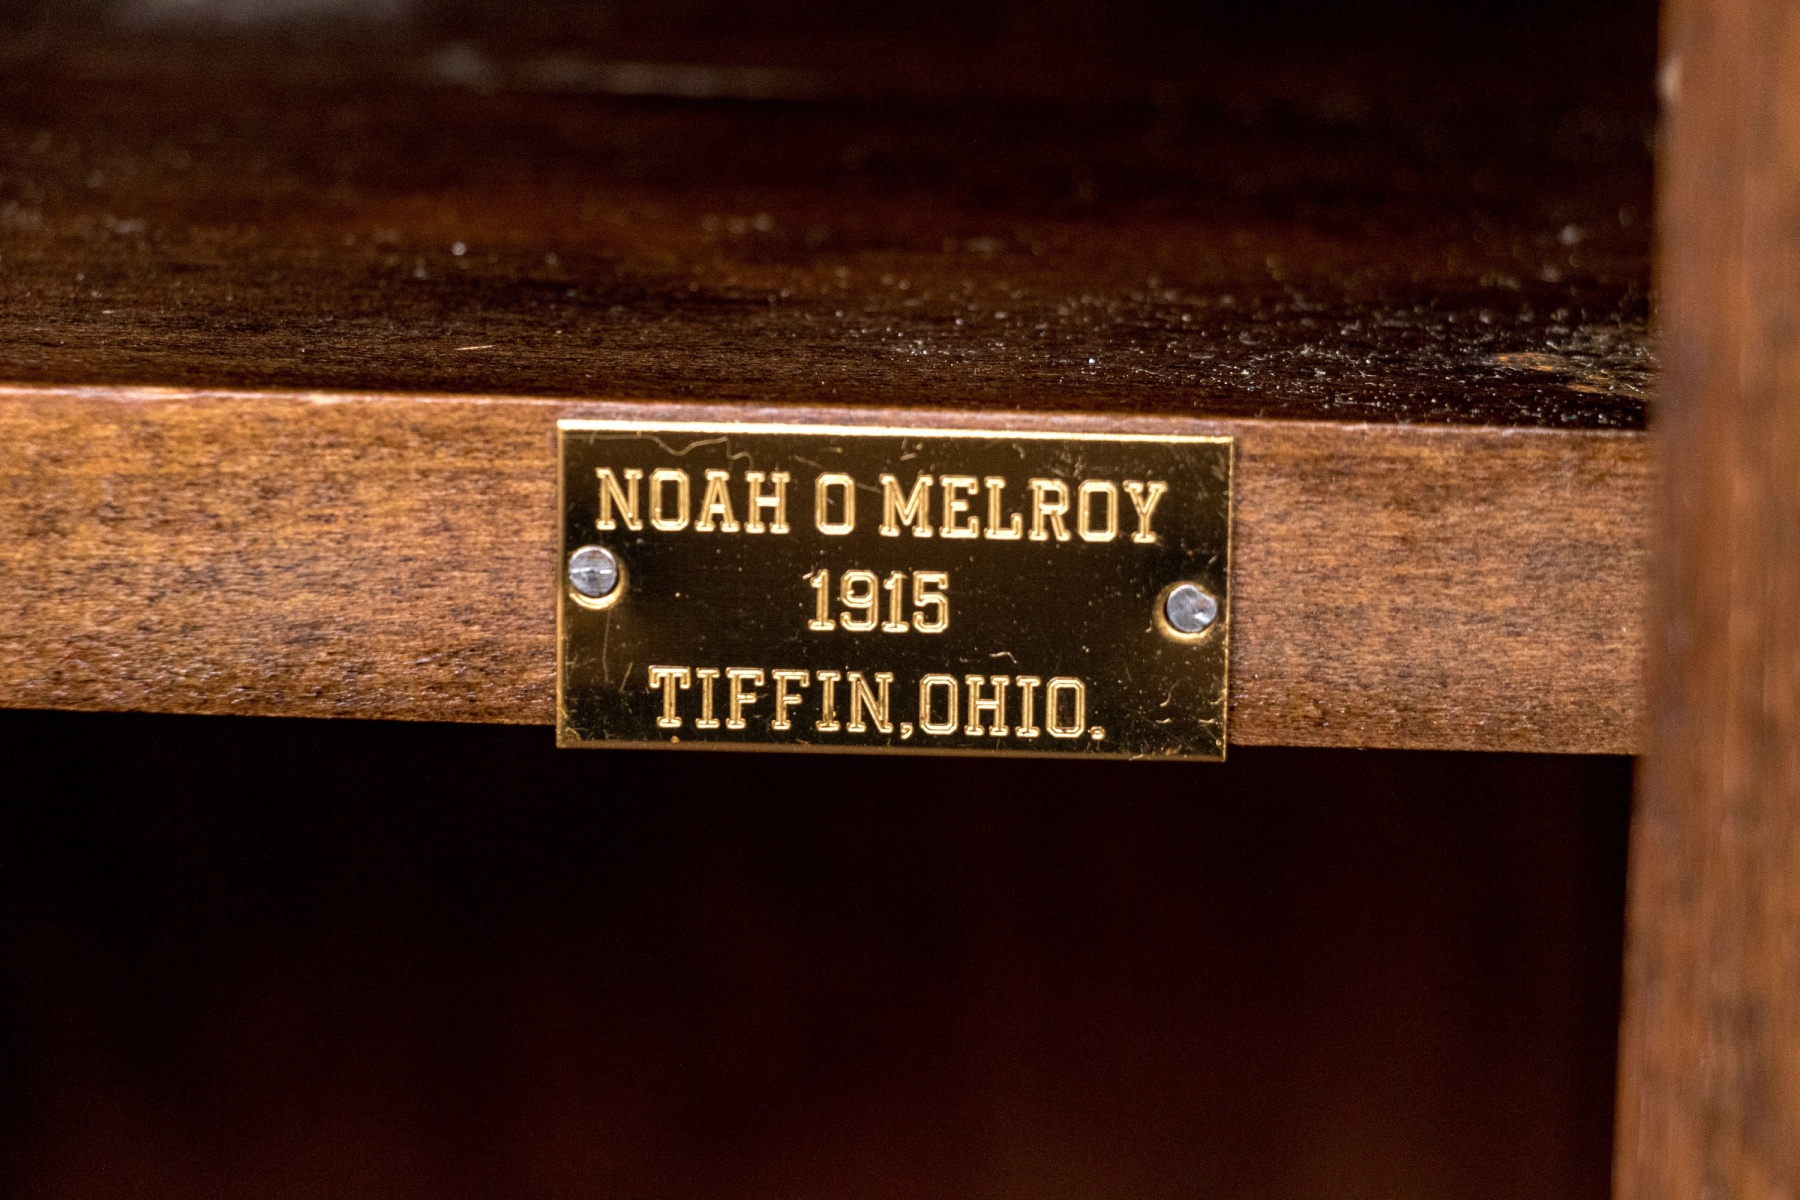 NOAH O MELROY
1915
TIFFIN,OHIO.